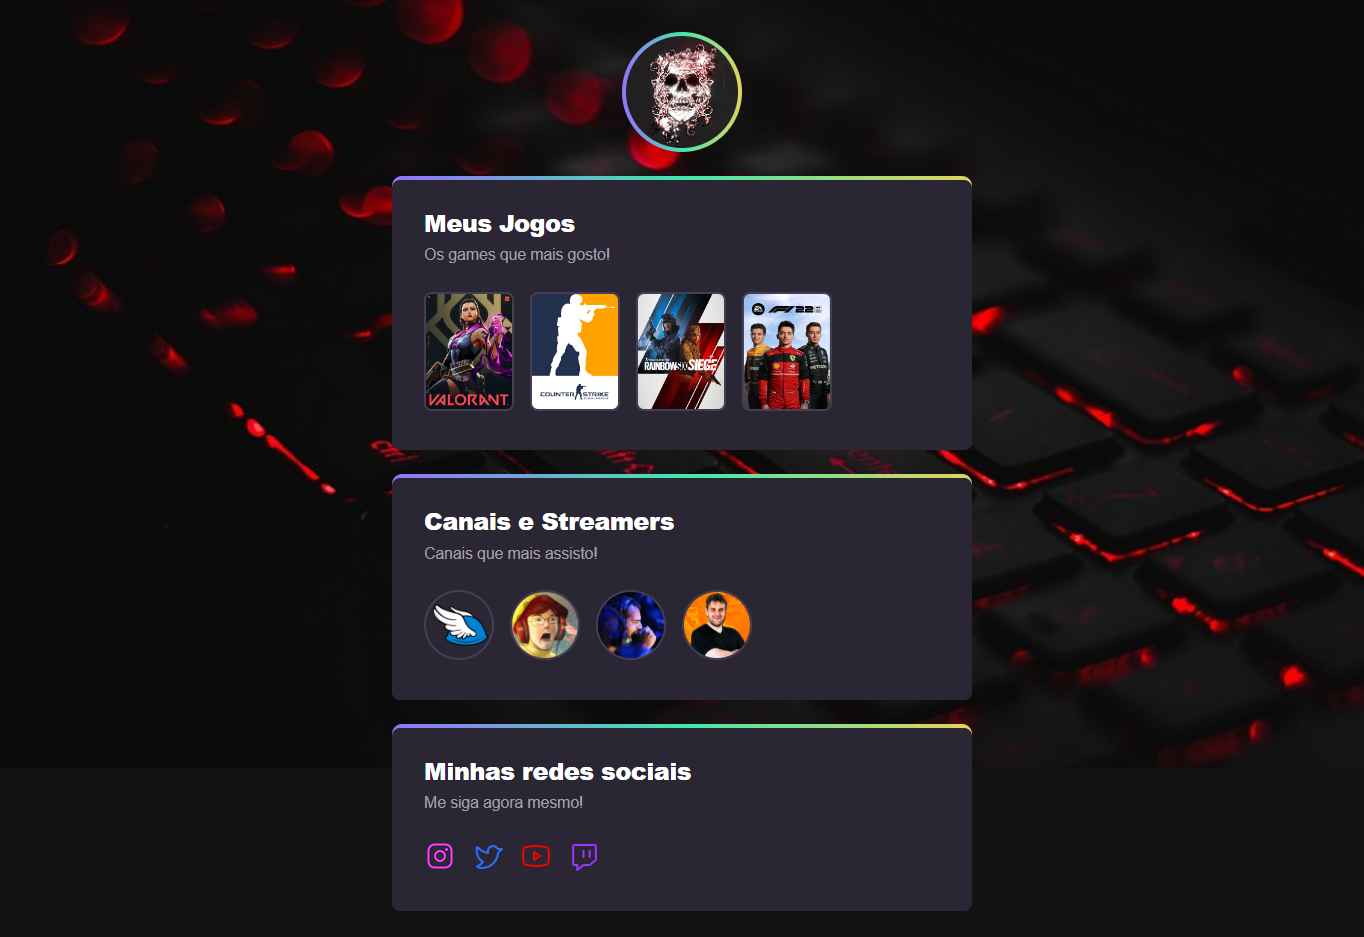 Meus Jogos
Os games que mais gosto!
VALORANT
COUNTER STRIKE
RAINBOW SIX SIEGE
F1 22
Canais e Streamers
Canais que mais assisto!
Minhas redes sociais
Me siga agora mesmo!